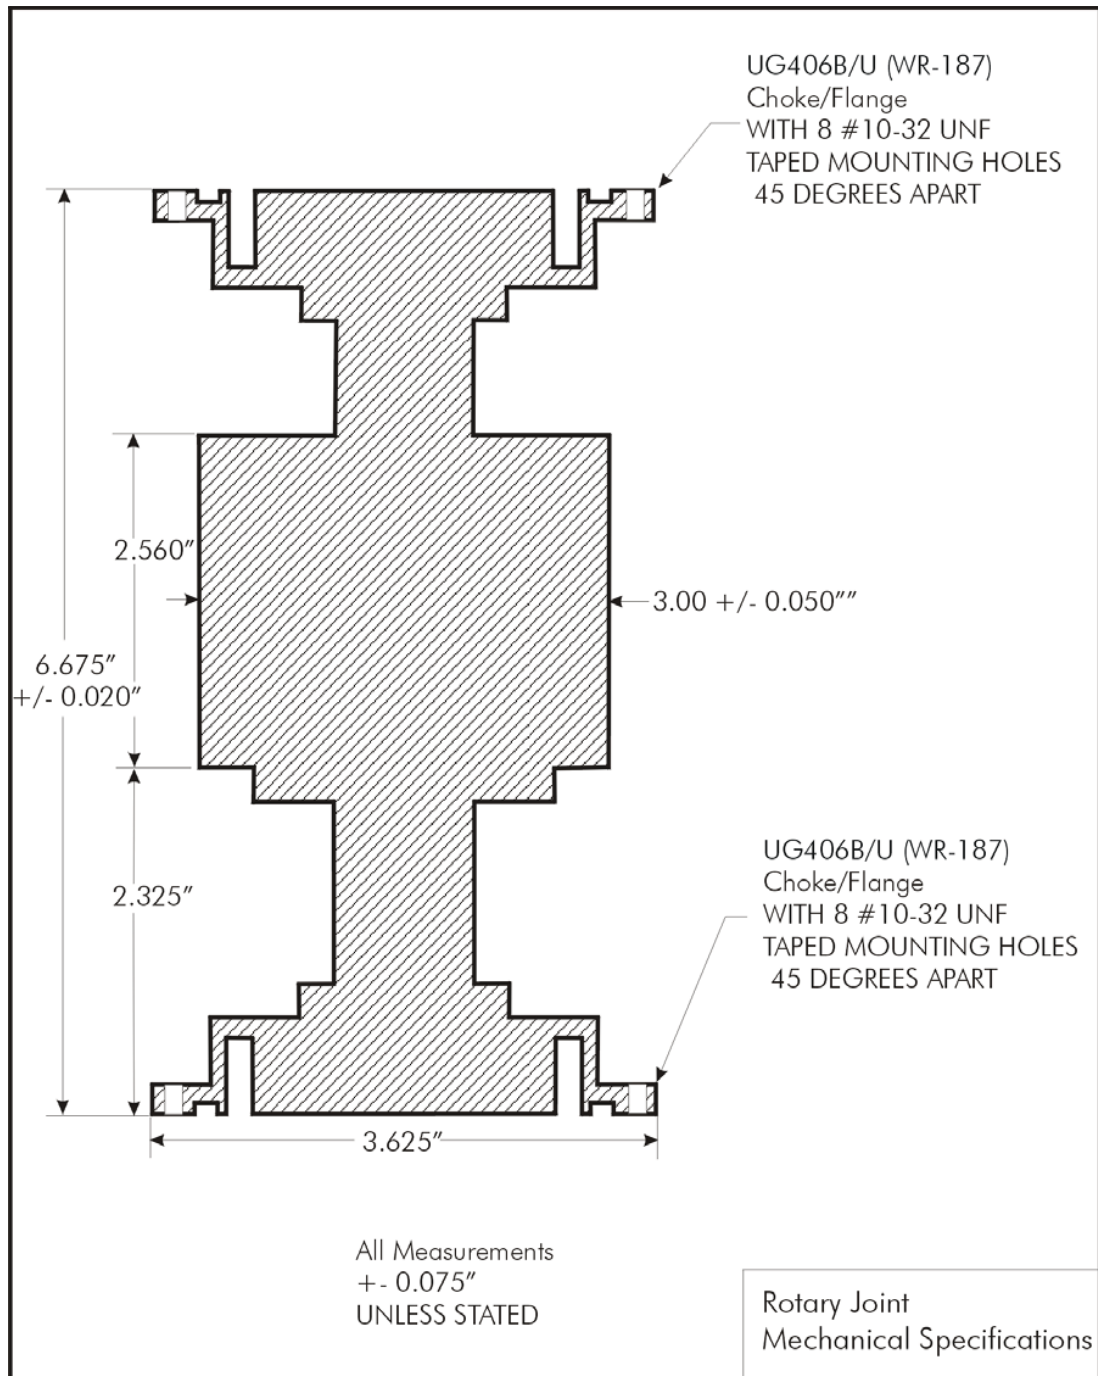 UG406B/U (WR-187)
Choke/Flange
WITH 8 #10-32 UNF
TAPED MOUNTING HOLES
45 DEGREES APART
2.560″
3.00 +/- 0.050″″
6.675″
+/- 0.020″
2.325″
UG406B/U (WR-187)
Choke/Flange
WITH 8 #10-32 UNF
TAPED MOUNTING HOLES
45 DEGREES APART
3.625″
All Measurements
+- 0.075″
UNLESS STATED
Rotary Joint
Mechanical Specifications